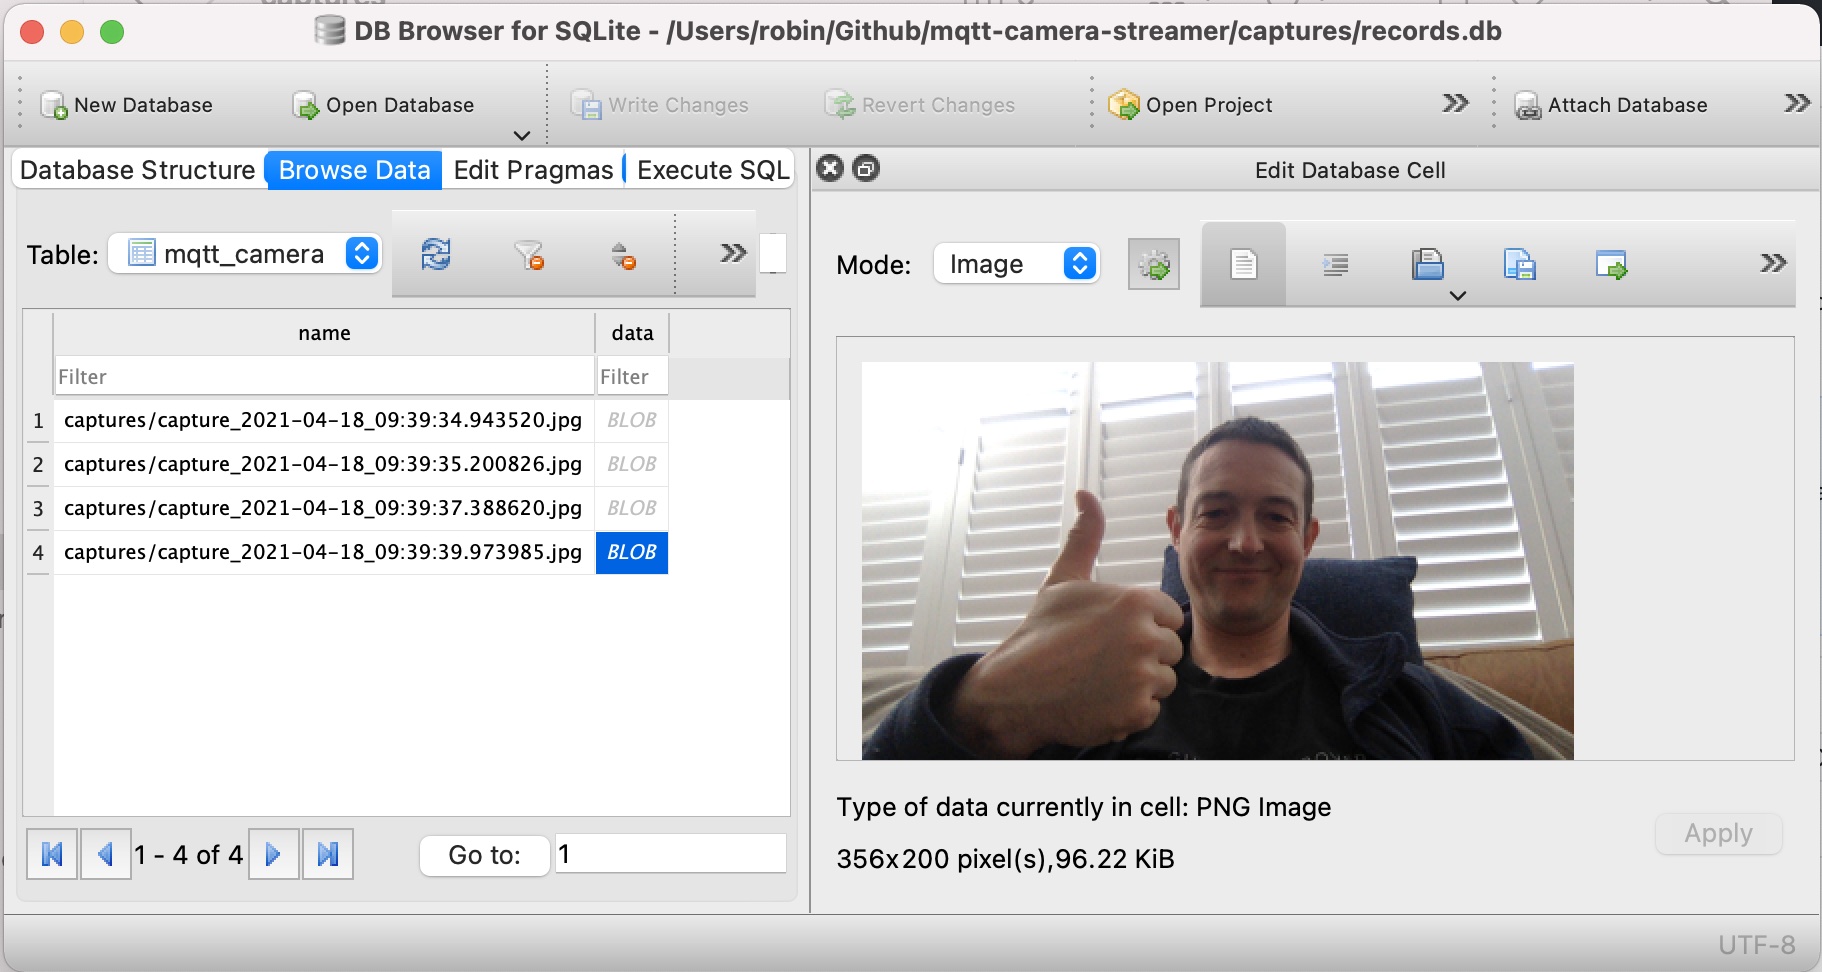 DB Browser for SQLite - /Users/robin/Github/mqtt-camera-streamer/captures/records.db
New Database
Open Database
Write Changes
Revert Changes
Open Project
Attach Database
Database Structure
Browse Data
Edit Pragmas
Execute SQL
Table:
mqtt_camera
name
data
Filter
Filter
1
captures/capture_2021-04-18_09:39:34.943520.jpg
BLOB
2
captures/capture_2021-04-18_09:39:35.200826.jpg
BLOB
3
captures/capture_2021-04-18_09:39:37.388620.jpg
BLOB
4
captures/capture_2021-04-18_09:39:39.973985.jpg
BLOB
1 - 4 of 4
Go to:
1
Edit Database Cell
Mode:
Image
Type of data currently in cell: PNG Image
356x200 pixel(s),96.22 KiB
Apply
UTF-8